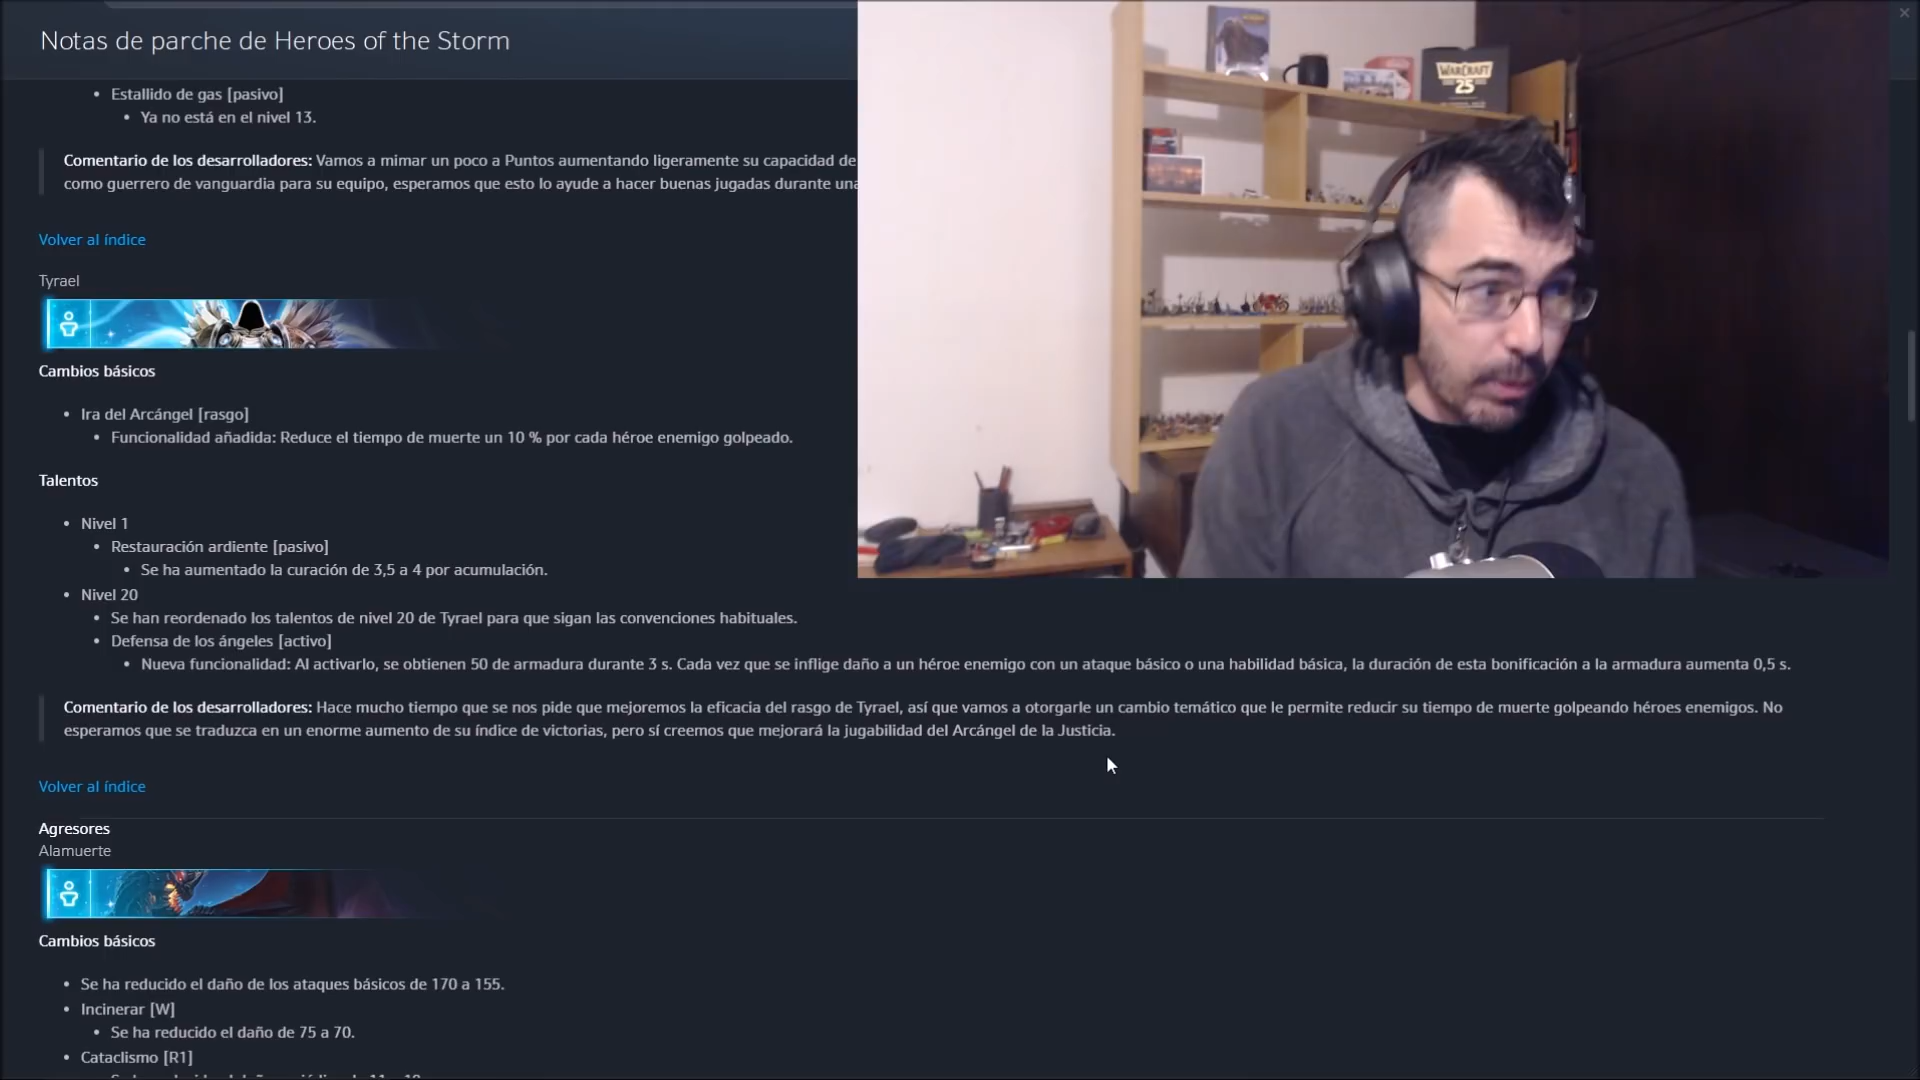 Notas de parche de Heroes of the Storm
Estallido de gas [pasivo]
Ya no está en el nivel 13.
Comentario de los desarrolladores: Vamos a mimar un poco a Puntos aumentando ligeramente su capacidad de
como guerrero de vanguardia para su equipo, esperamos que esto lo ayude a hacer buenas jugadas durante una
Volver al índice
Tyrael
Cambios básicos
Ira del Arcángel [rasgo]
Funcionalidad añadida: Reduce el tiempo de muerte un 10 % por cada héroe enemigo golpeado.
Talentos
Nivel 1
Restauración ardiente [pasivo]
Se ha aumentado la curación de 3,5 a 4 por acumulación.
Nivel 20
Se han reordenado los talentos de nivel 20 de Tyrael para que sigan las convenciones habituales.
Defensa de los ángeles [activo]
Nueva funcionalidad: Al activarlo, se obtienen 50 de armadura durante 3 s. Cada vez que se inflige daño a un héroe enemigo con un ataque básico o una habilidad básica, la duración de esta bonificación a la armadura aumenta 0,5 s.
Comentario de los desarrolladores: Hace mucho tiempo que se nos pide que mejoremos la eficacia del rasgo de Tyrael, así que vamos a otorgarle un cambio temático que le permite reducir su tiempo de muerte golpeando héroes enemigos. No
esperamos que se traduzca en un enorme aumento de su índice de victorias, pero sí creemos que mejorará la jugabilidad del Arcángel de la Justicia.
Volver al índice
Agresores
Alamuerte
Cambios básicos
Se ha reducido el daño de los ataques básicos de 170 a 155.
Incinerar [W]
Se ha reducido el daño de 75 a 70.
Cataclismo [R1]
WARCRAFT
25